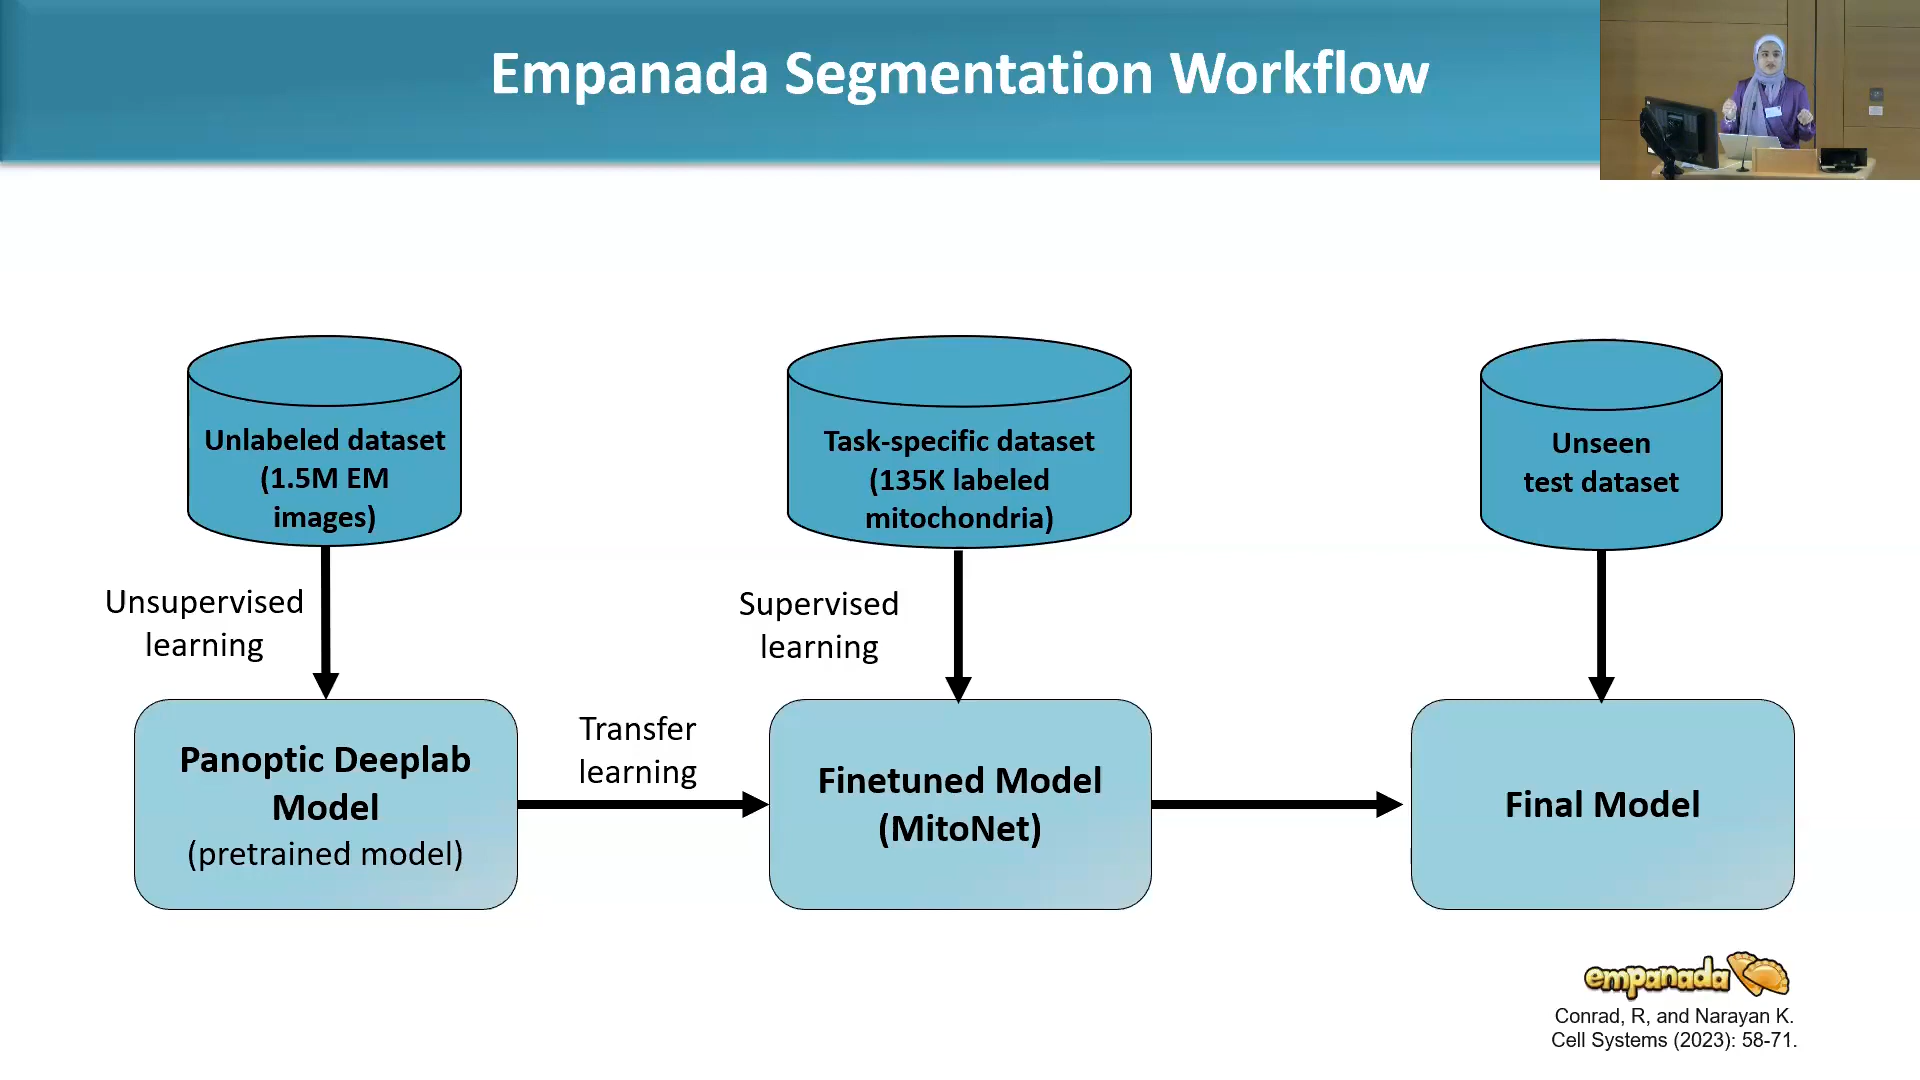 Empanada Segmentation Workflow
Unlabeled dataset
(1.5M EM
images)
Task-specific dataset
(135K labeled
mitochondria)
Unseen
test dataset
Unsupervised
learning
Supervised
learning
Panoptic Deeplab
Model
(pretrained model)
Transfer
learning
Finetuned Model
(MitoNet)
Final Model
empanada
Conrad, R, and Narayan K.
Cell Systems (2023): 58-71.